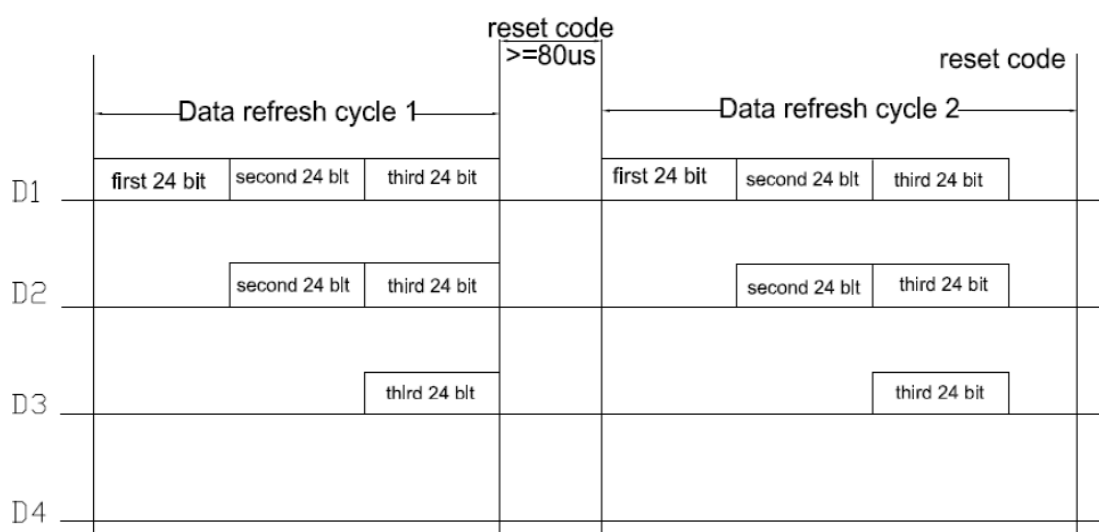 reset code
>=80us
reset code
Data refresh cycle 1
Data refresh cycle 2
D1
first 24 bit
second 24 blt
third 24 bit
first 24 bit
second 24 blt
third 24 bit
D2
second 24 blt
third 24 bit
second 24 blt
third 24 bit
D3
thlrd 24 blt
third 24 bit
D4